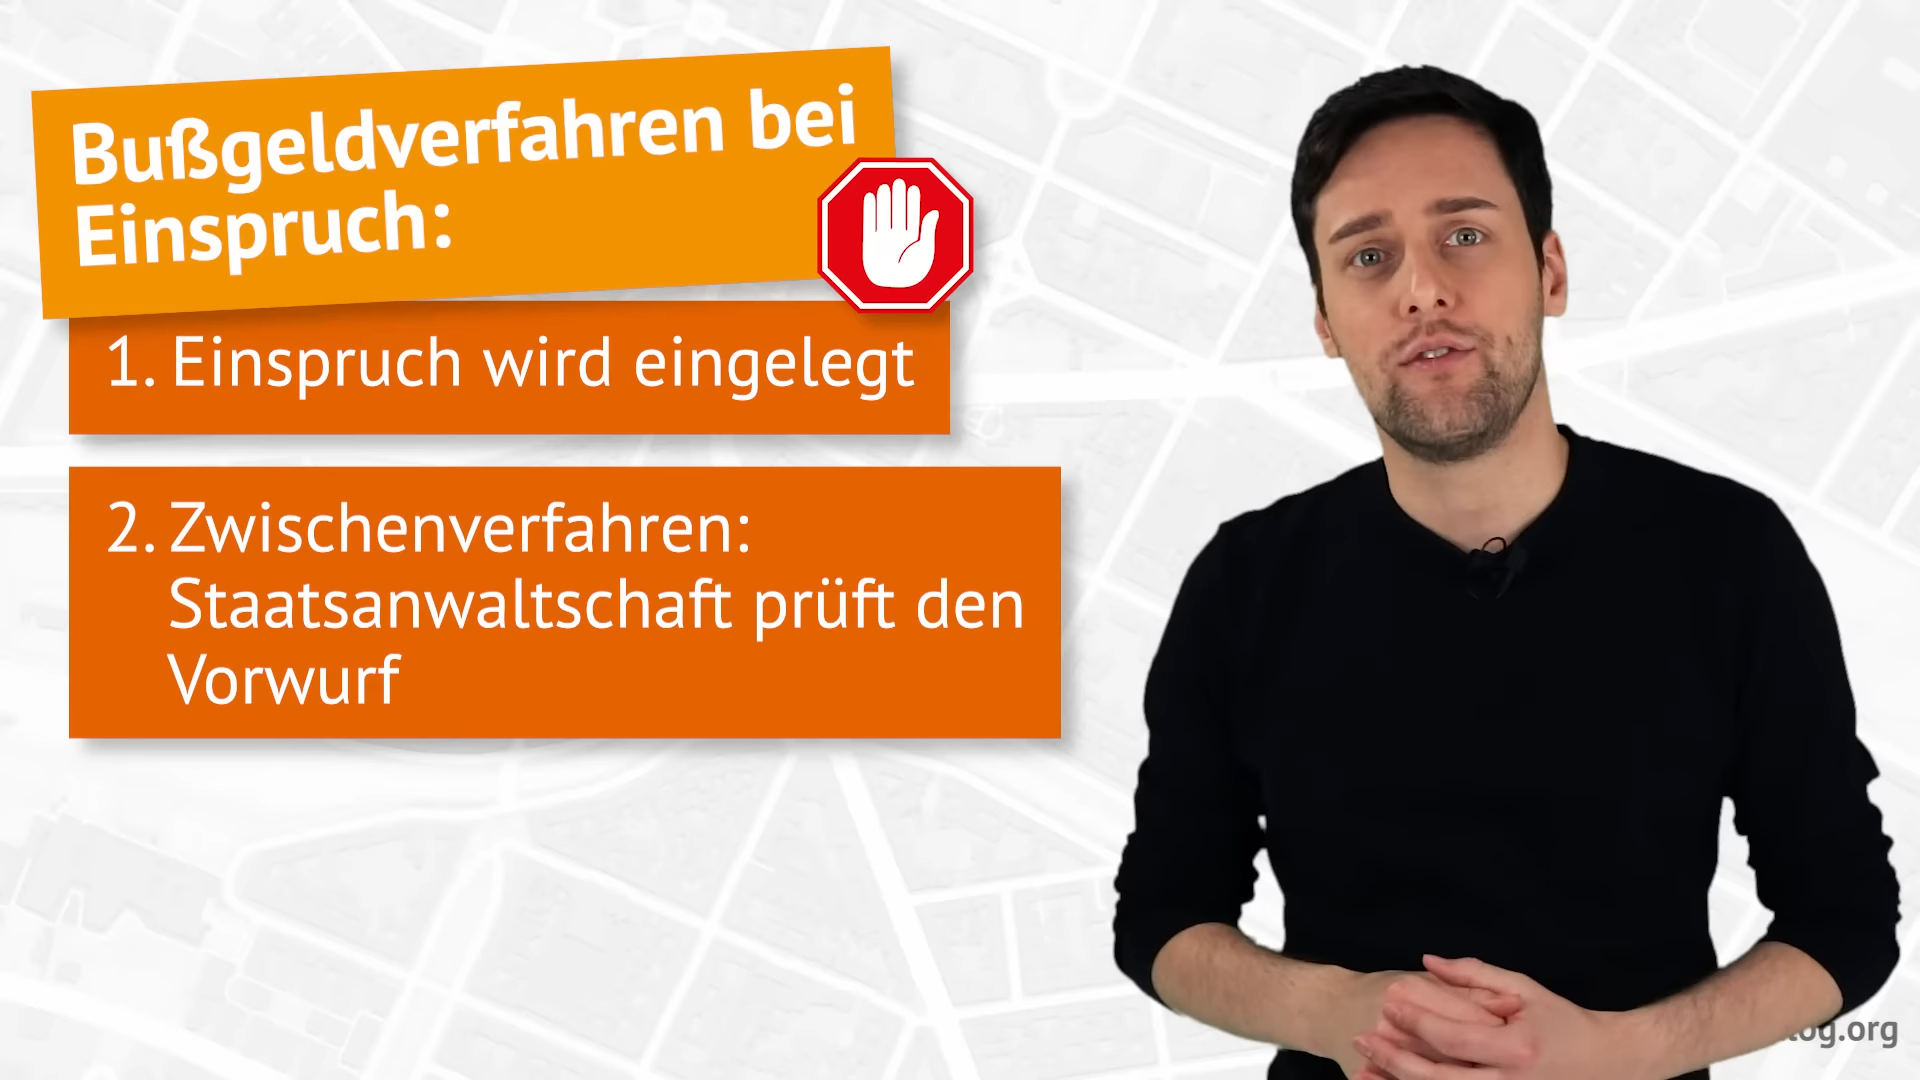 Bußgeldverfahren bei
Einspruch:
1. Einspruch wird eingelegt
2. Zwischenverfahren:
Staatsanwaltschaft prüft den
Vorwurf